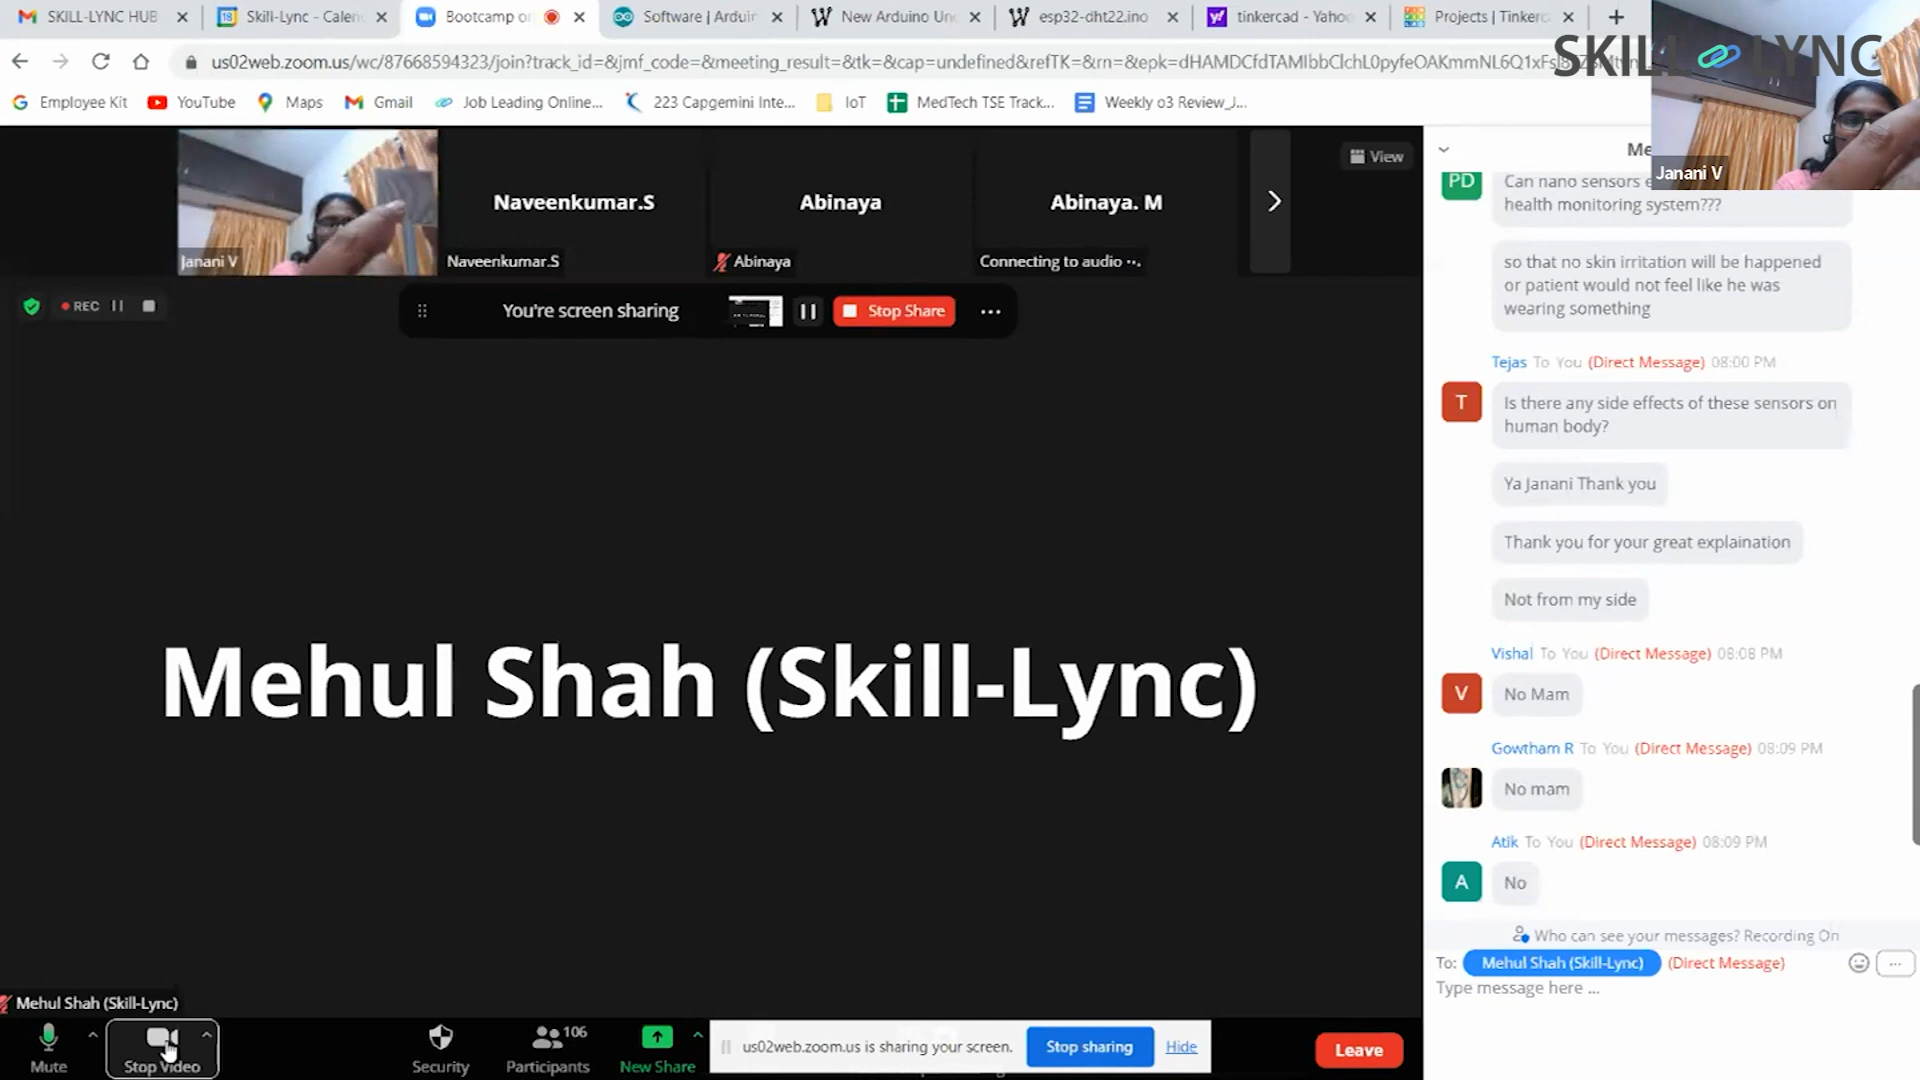 SKILL-LYNC HUB
Skill-Lync - Calen
Bootcamp on
Software | Arduin
New Arduino Uno
esp32-dht22.ino
tinkercad - Yahoo
Projects | Tinkerc
SKILL LYNC
us02web.zoom.us/wc/87668594323/join?track_id=&jmf_code=&meeting_result=&tk=&cap=undefined&refTK=&rn=&epk=
Employee Kit
YouTube
Maps
Gmail
Job Leading Online...
223 Capgemini Inte...
IoT
MedTech TSE Track...
Weekly o3 Review_J...
Janani V
Naveenkumar.S
Abinaya
Abinaya. M
View
Janani V
Naveenkumar.S
Abinaya
Connecting to audio ...
REC
You're screen sharing
Stop Share
Me
PD
Can nano sensors
health monitoring system???
so that no skin irritation will be happened
or patient would not feel like he was
wearing something
Tejas To You (Direct Message) 08:00 PM
T
Is there any side effects of these sensors on
human body?
Ya Janani Thank you
Thank you for your great explaination
Not from my side
Vishal To You (Direct Message) 08:08 PM
V
No Mam
Gowtham R To You (Direct Message) 08:09 PM
No mam
Atik To You (Direct Message) 08:09 PM
A
No
Who can see your messages? Recording On
To: Mehul Shah (Skill-Lync) (Direct Message)
Type message here ...
Mehul Shah (Skill-Lync)
Mehul Shah (Skill-Lync)
Mute
Stop Video
Security
106
Participants
New Share
us02web.zoom.us is sharing your screen.
Stop sharing
Hide
Leave